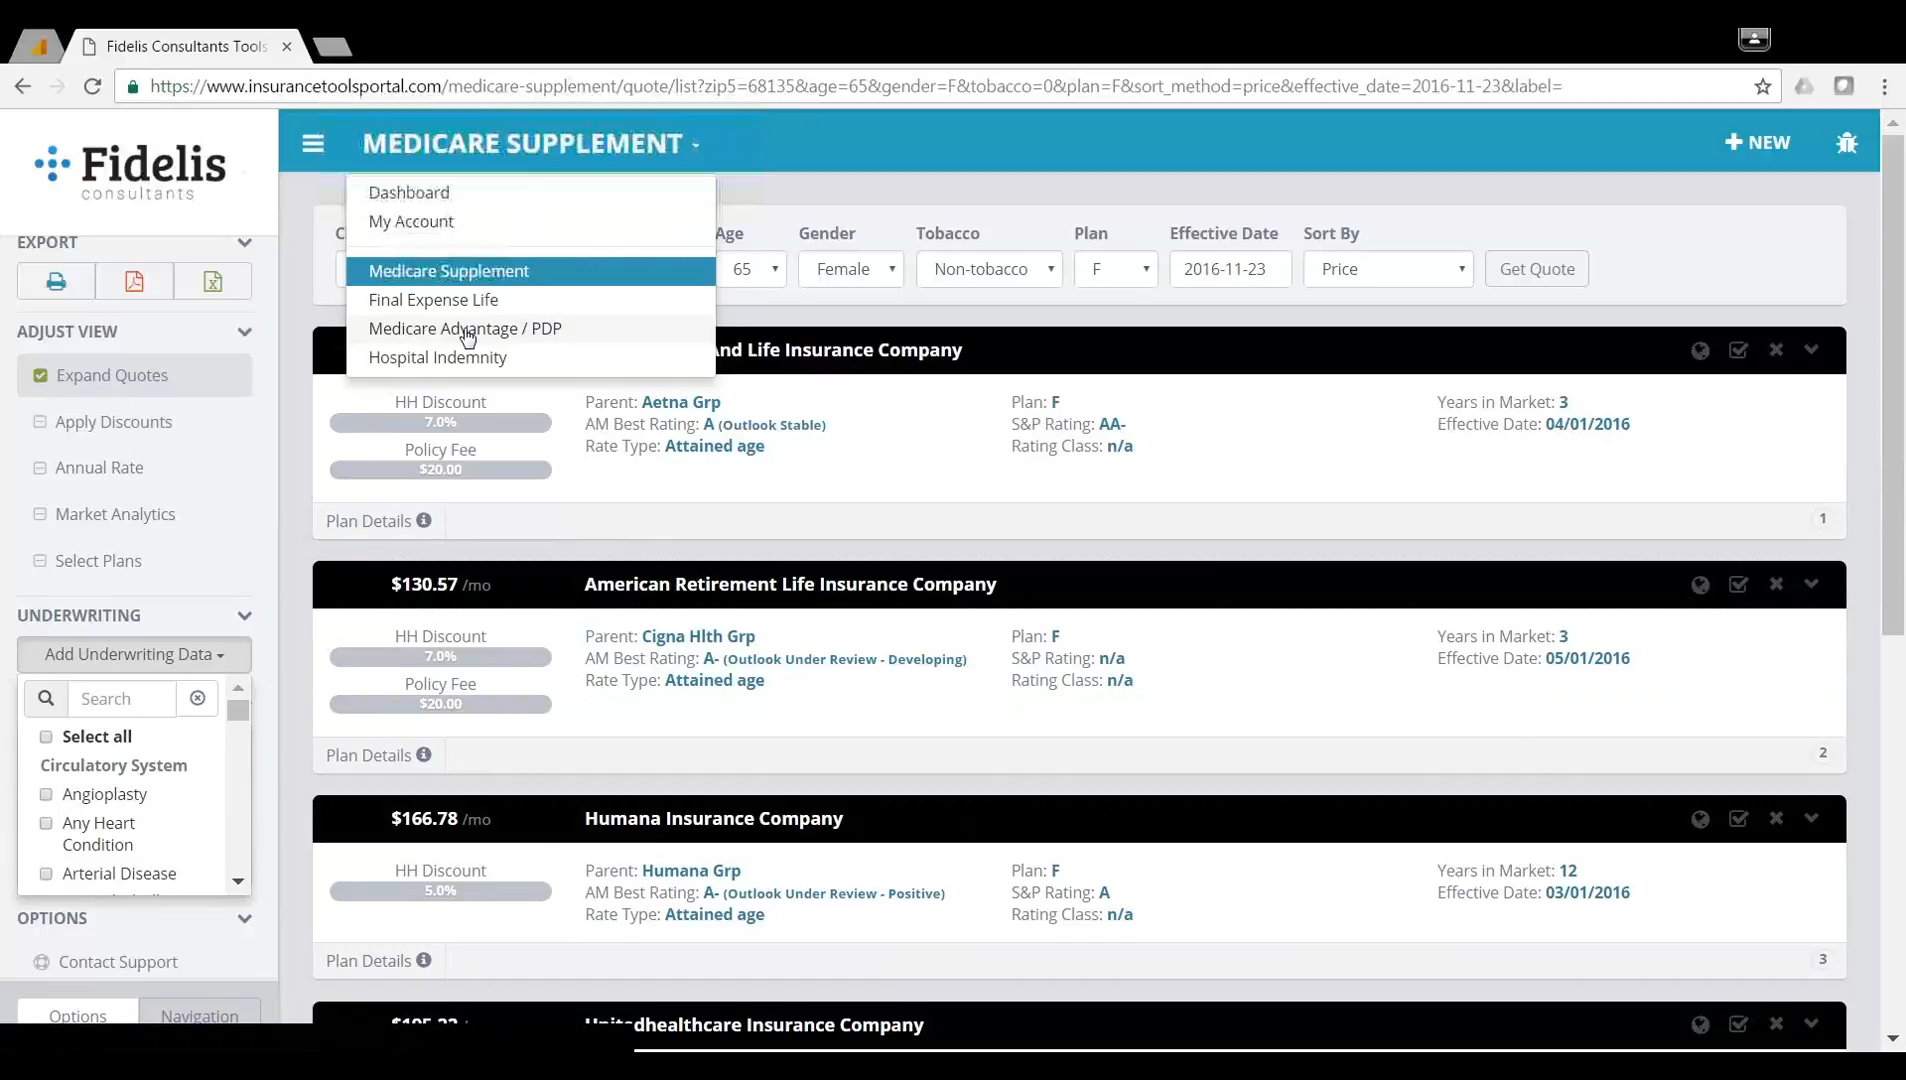 Fidelis Consultants Tools
https://www.insurancetoolsportal.com/medicare-supplement/quote/list?zip5=68135&age=65&gender=F&tobacco=0&plan=F&sort_method=price&effective_date=2016-11-23&label=
Fidelis
consultants
MEDICARE SUPPLEMENT
NEW
EXPORT
ADJUST VIEW
Expand Quotes
Apply Discounts
Annual Rate
Market Analytics
Select Plans
UNDERWRITING
Add Underwriting Data
Search
Select all
Circulatory System
Angioplasty
Any Heart
Condition
Arterial Disease
OPTIONS
Contact Support
Options Navigation
Dashboard
My Account
Medicare Supplement
Final Expense Life
Medicare Advantage / PDP
Hospital Indemnity
Age Gender Tobacco Plan Effective Date Sort By
65 Female Non-tobacco F 2016-11-23 Price Get Quote
And Life Insurance Company
HH Discount
7.0%
Policy Fee
$20.00
Parent: Aetna Grp
AM Best Rating: A (Outlook Stable)
Rate Type: Attained age
Plan: F
S&P Rating: AA-
Rating Class: n/a
Years in Market: 3
Effective Date: 04/01/2016
Plan Details 1
$130.57 /mo American Retirement Life Insurance Company
HH Discount
7.0%
Policy Fee
$20.00
Parent: Cigna Hlth Grp
AM Best Rating: A- (Outlook Under Review - Developing)
Rate Type: Attained age
Plan: F
S&P Rating: n/a
Rating Class: n/a
Years in Market: 3
Effective Date: 05/01/2016
Plan Details 2
$166.78 /mo Humana Insurance Company
HH Discount
5.0%
Parent: Humana Grp
AM Best Rating: A- (Outlook Under Review - Positive)
Rate Type: Attained age
Plan: F
S&P Rating: A
Rating Class: n/a
Years in Market: 12
Effective Date: 03/01/2016
Plan Details 3
Unitedhealthcare Insurance Company